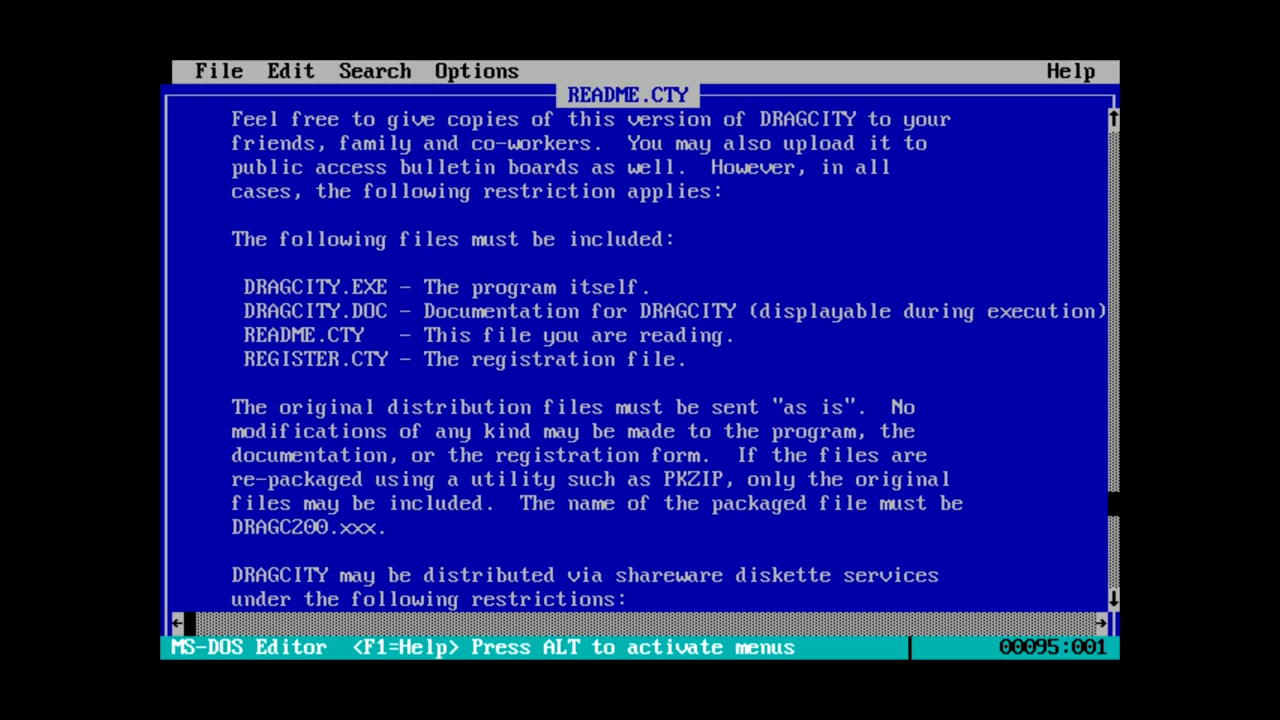 File Edit Search Options Help
README.CTY
Feel free to give copies of this version of DRAGCITY to your
friends, family and co-workers.  You may also upload it to
public access bulletin boards as well.  However, in all
cases, the following restriction applies:
The following files must be included:
DRAGCITY.EXE - The program itself.
DRAGCITY.DOC - Documentation for DRAGCITY (displayable during execution)
README.CTY   - This file you are reading.
REGISTER.CTY - The registration file.
The original distribution files must be sent "as is".  No
modifications of any kind may be made to the program, the
documentation, or the registration form.  If the files are
re-packaged using a utility such as PKZIP, only the original
files may be included.  The name of the packaged file must be
DRAGC200.xxx.
DRAGCITY may be distributed via shareware diskette services
under the following restrictions:
MS-DOS Editor  <F1=Help> Press ALT to activate menus 00095:001